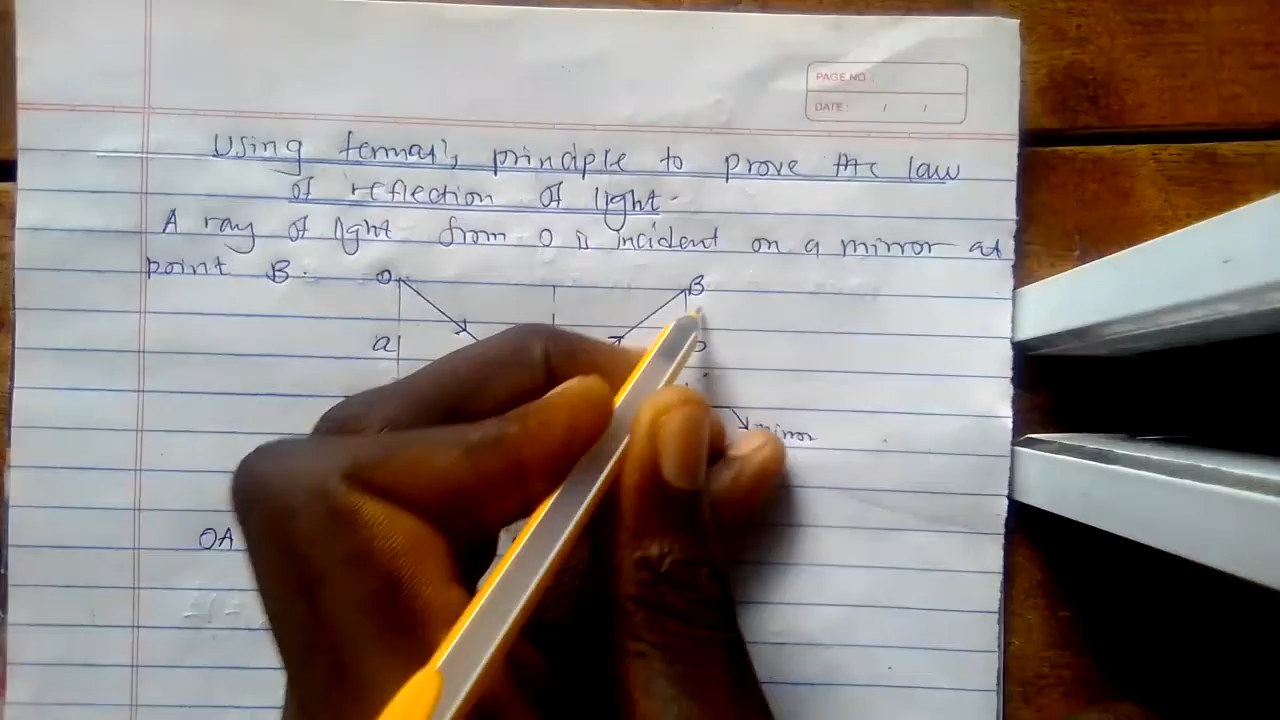 PAGE NO :
DATE : / /
Using fermat's principle to prove the law
of reflection of light.
A ray of light from O is incident on a mirror at
point B.
O
B
a
b
mirror
OA